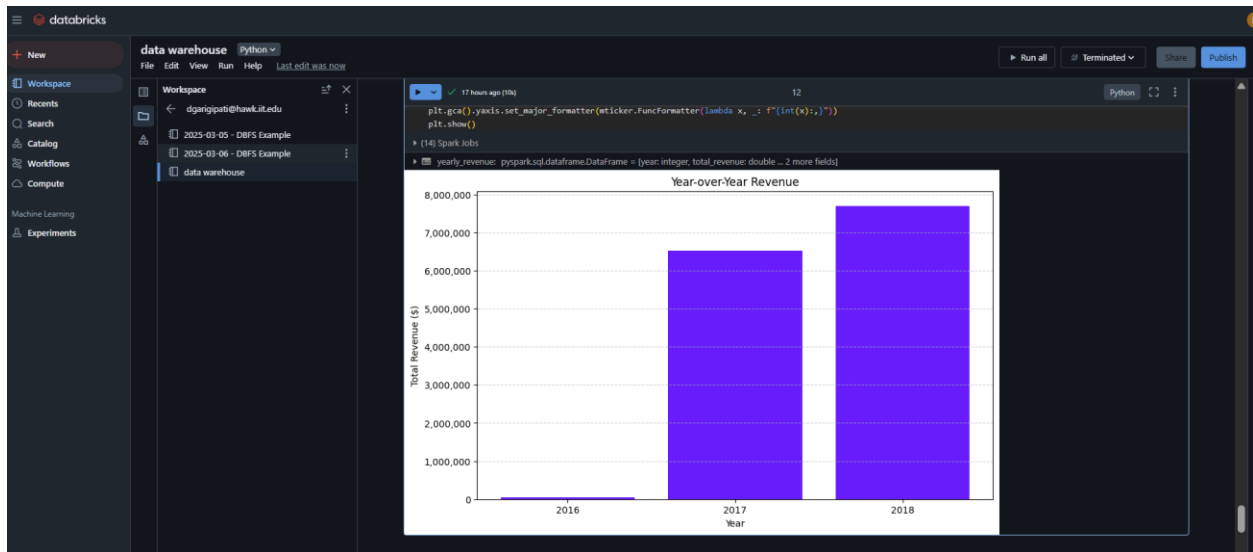 databricks
New
Workspace
Recents
Search
Catalog
Workflows
Compute
Machine Learning
Experiments
data warehouse Python
File Edit View Run Help Last edit was now
Run all Terminated Share Publish
Workspace
dgarigipati@hawk.iit.edu
2025-03-05 - DBFS Example
2025-03-06 - DBFS Example
data warehouse
17 hours ago (10s) 12 Python
plt.gca().yaxis.set_major_formatter(mticker.FuncFormatter(lambda x, _: f"{int(x):,}"))
plt.show()
(14) Spark Jobs
yearly_revenue: pyspark.sql.dataframe.DataFrame = [year: integer, total_revenue: double ... 2 more fields]
Year-over-Year Revenue
Total Revenue ($)
8,000,000
7,000,000
6,000,000
5,000,000
4,000,000
3,000,000
2,000,000
1,000,000
0
2016 2017 2018
Year